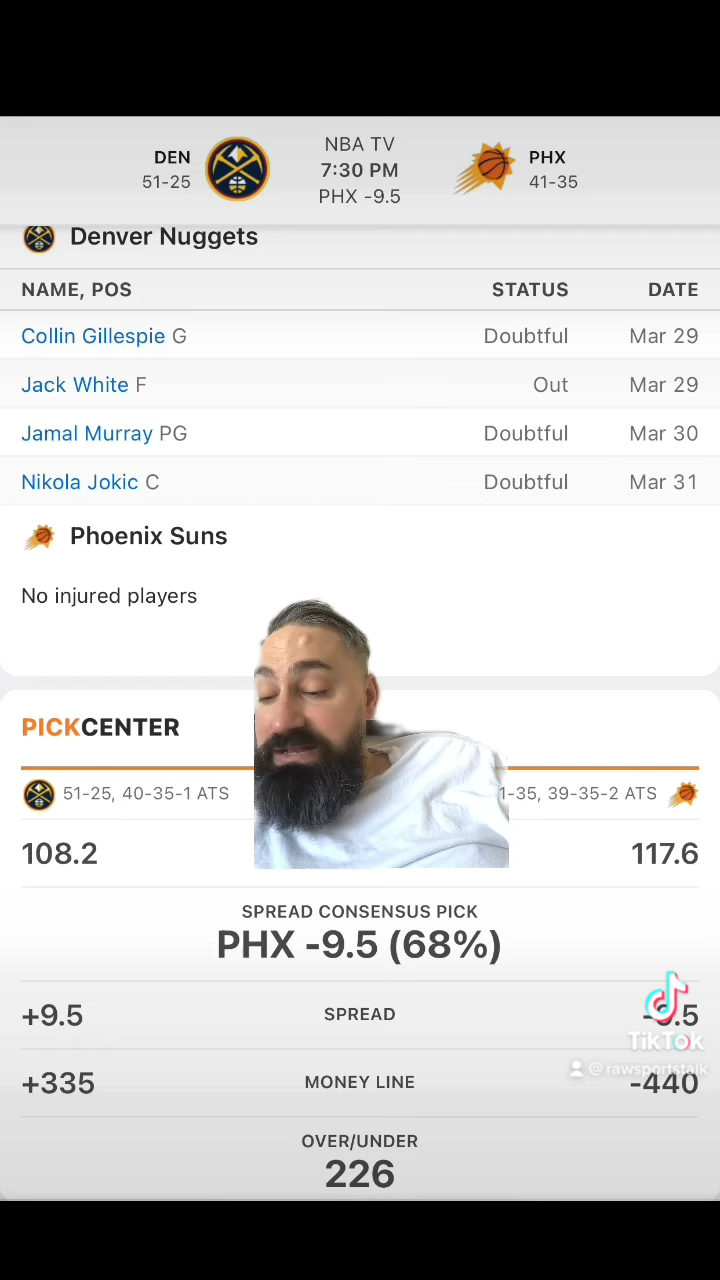 NBA TV
DEN 7:30 PM PHX
51-25 PHX -9.5 41-35
Denver Nuggets
NAME, POS STATUS DATE
Collin Gillespie G Doubtful Mar 29
Jack White F Out Mar 29
Jamal Murray PG Doubtful Mar 30
Nikola Jokic C Doubtful Mar 31
Phoenix Suns
No injured players
PICKCENTER
51-25, 40-35-1 ATS 1-35, 39-35-2 ATS
108.2 117.6
SPREAD CONSENSUS PICK
PHX -9.5 (68%)
+9.5 SPREAD .5
TikTok
@rawsportstalk
+335 MONEY LINE -440
OVER/UNDER
226